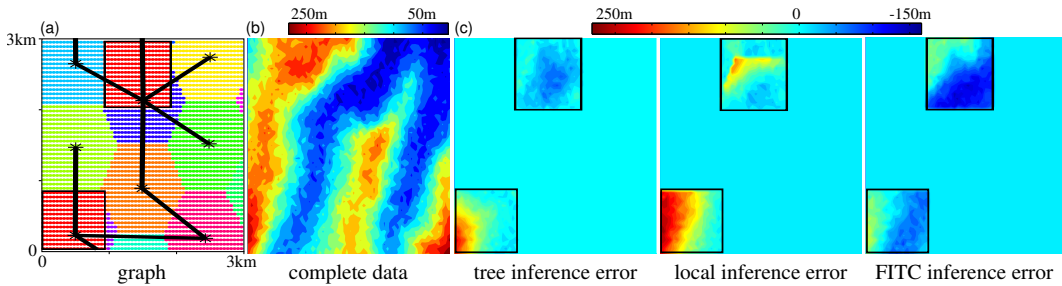 (a) 250m 50m (b) 250m 0 -150m (c)
3km
0
0 3km
graph complete data tree inference error local inference error FITC inference error